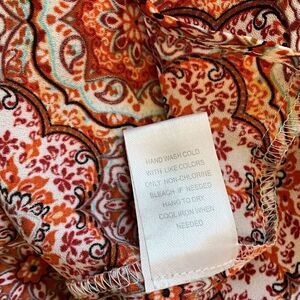 HAND WASH COLD
WITH LIKE COLORS
ONLY NON-CHLORINE
BLEACH IF NEEDED
HANG TO DRY
COOL IRON WHEN
NEEDED